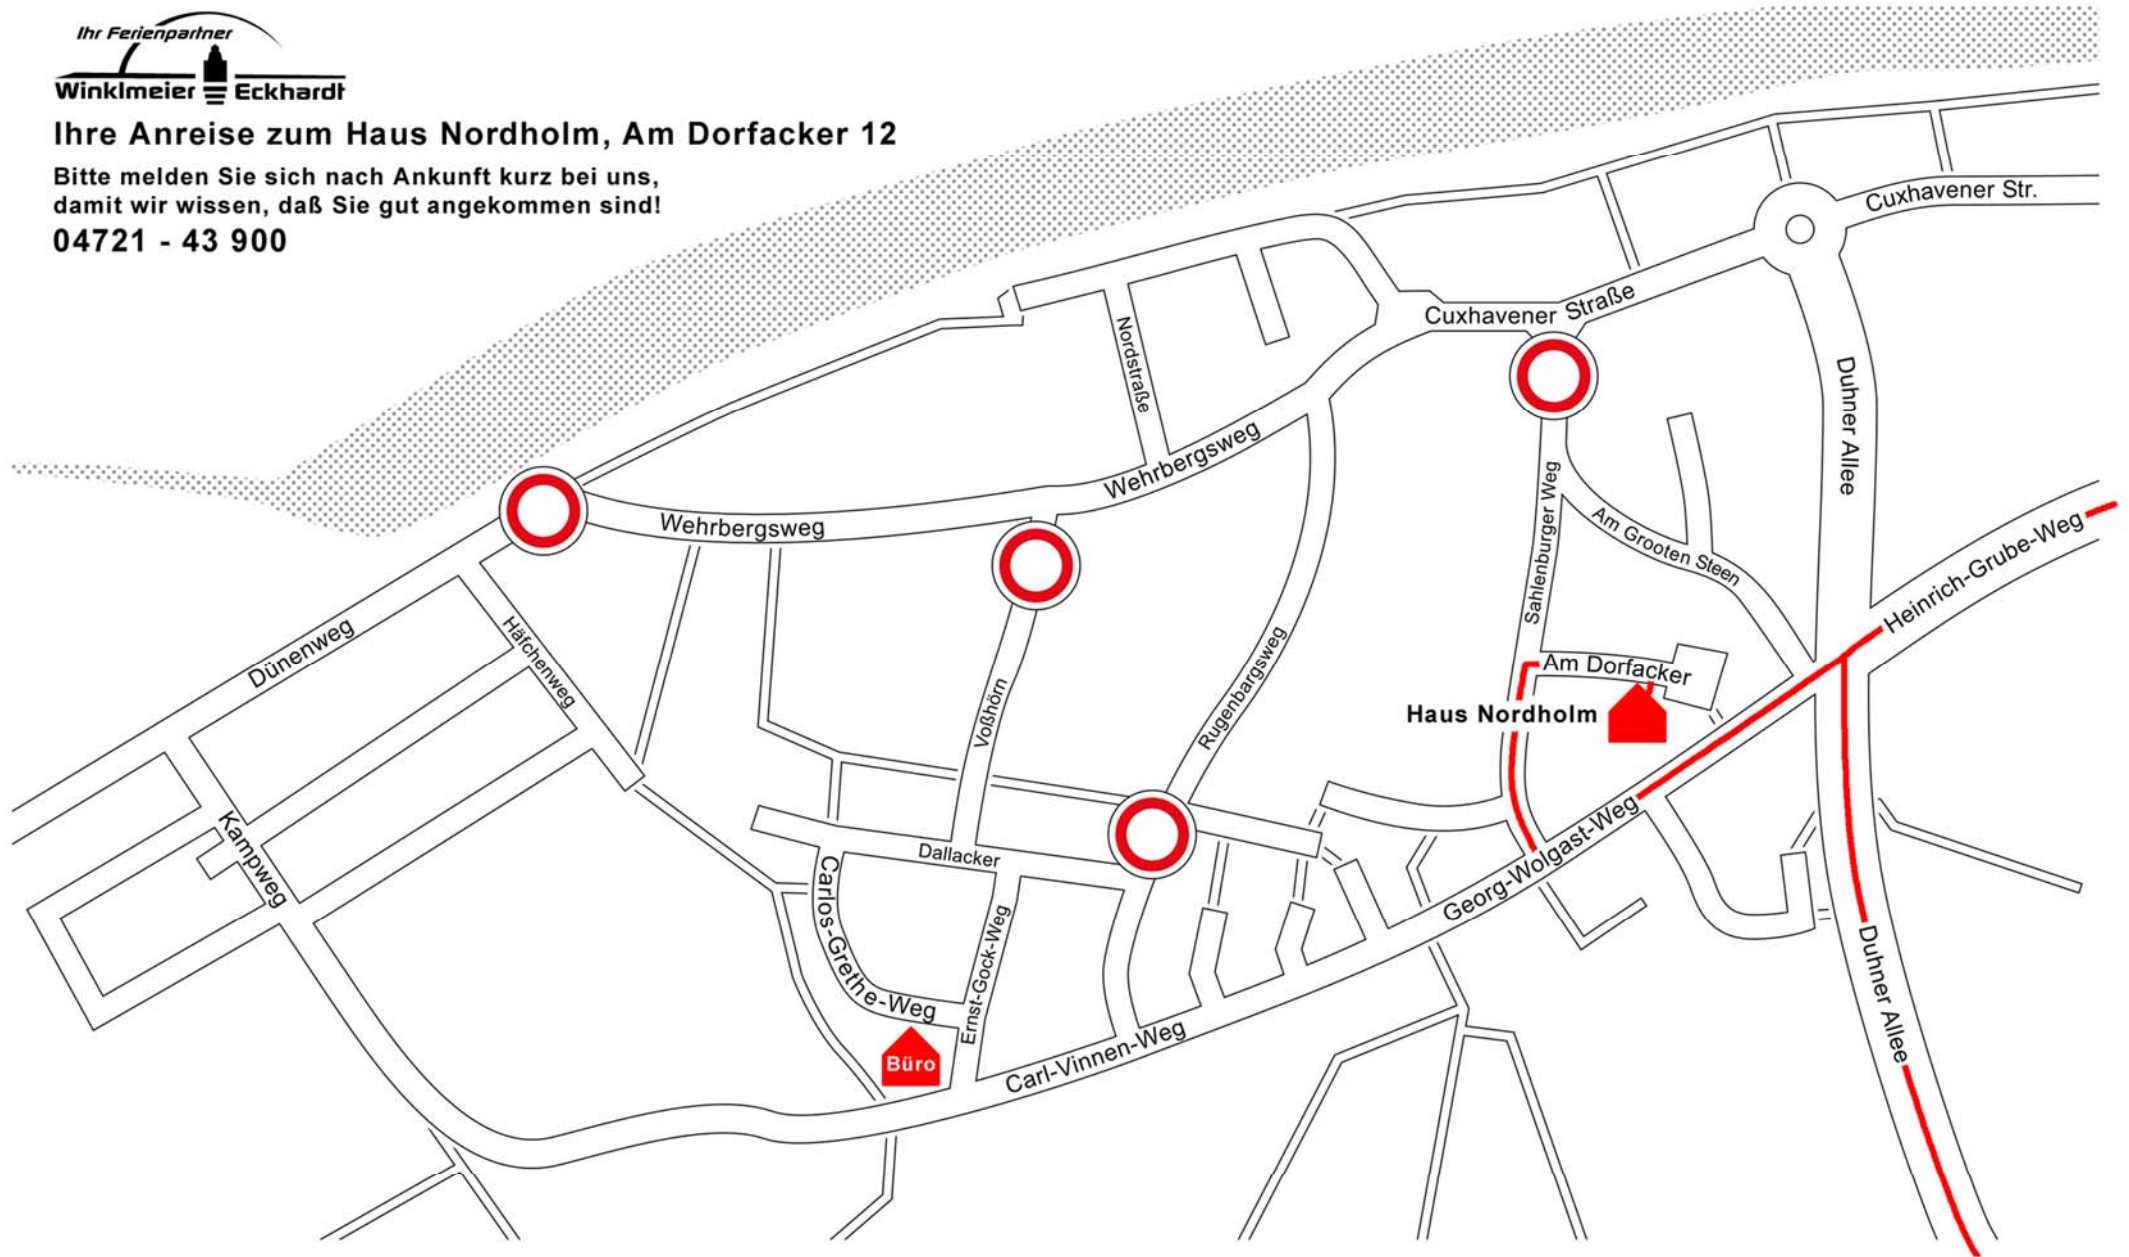 Ihr Ferienpartner
Winklmeier Eckhardt
Ihre Anreise zum Haus Nordholm, Am Dorfacker 12
Bitte melden Sie sich nach Ankunft kurz bei uns,
damit wir wissen, daß Sie gut angekommen sind!
04721 - 43 900
Cuxhavener Str.
Cuxhavener Straße
Nordstraße
Duhner Allee
Wehrbergsweg
Wehrbergsweg
Sahlenburger Weg
Am Grooten Steen
Heinrich-Grube-Weg
Dünenweg
Häfchenweg
Voßhörn
Rugenbargsweg
Am Dorfacker
Haus Nordholm
Kampweg
Dallacker
Georg-Wolgast-Weg
Carlos-Grethe-Weg
Ernst-Gock-Weg
Duhner Allee
Büro
Carl-Vinnen-Weg